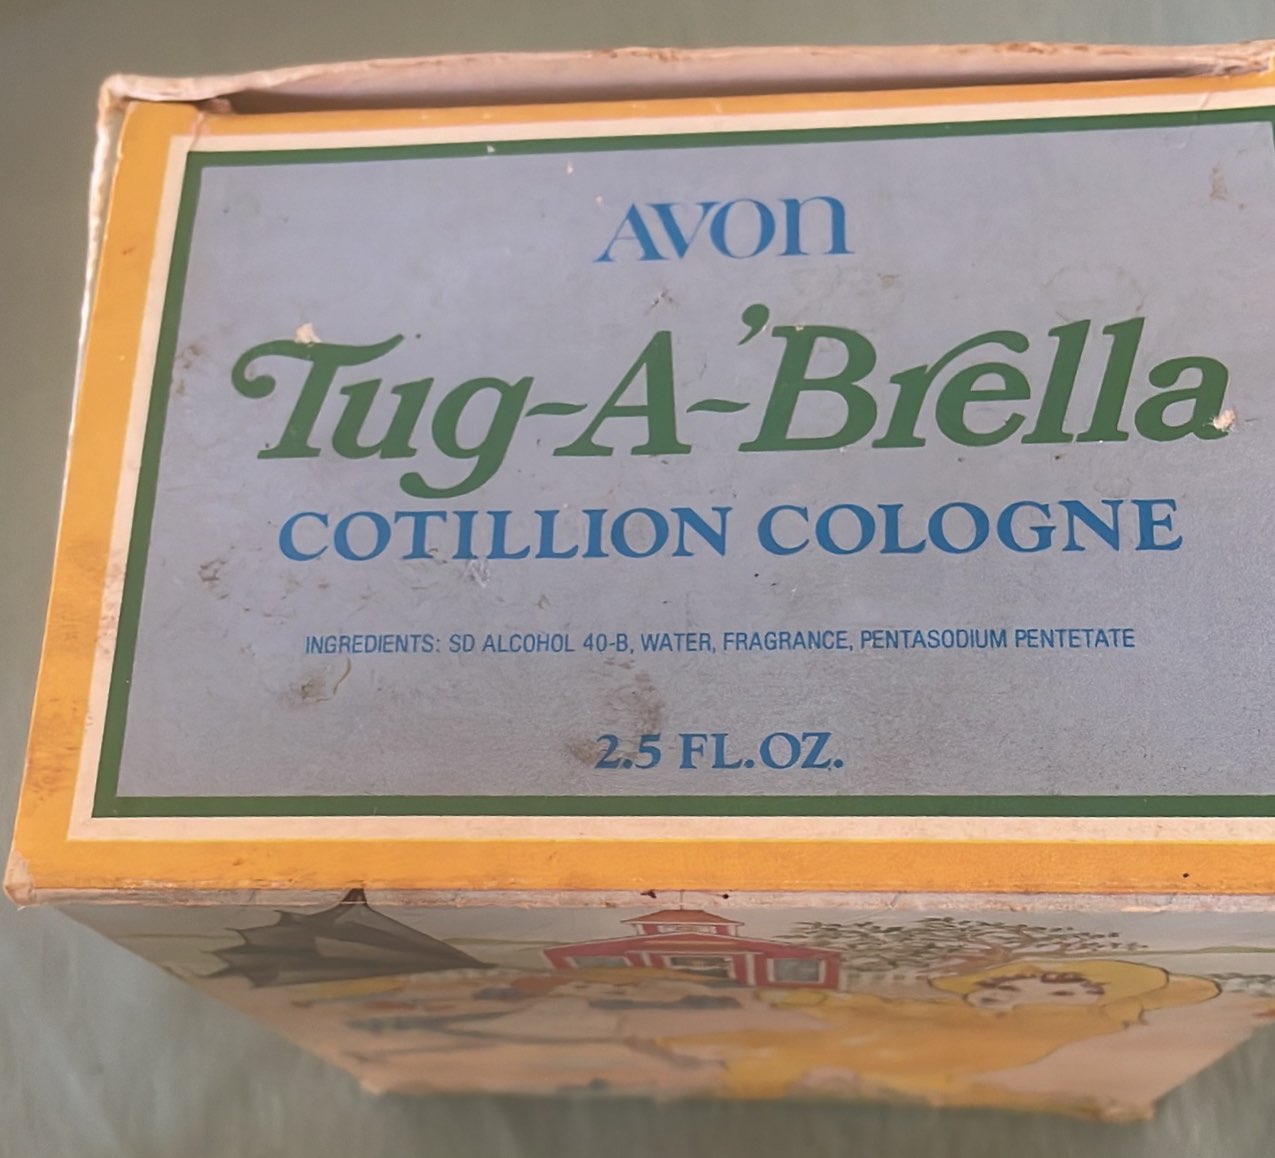 AVON
Tug-A-'Brella
COTILLION COLOGNE
INGREDIENTS: SD ALCOHOL 40-B, WATER, FRAGRANCE, PENTASODIUM PENTETATE
2.5 FL.OZ.